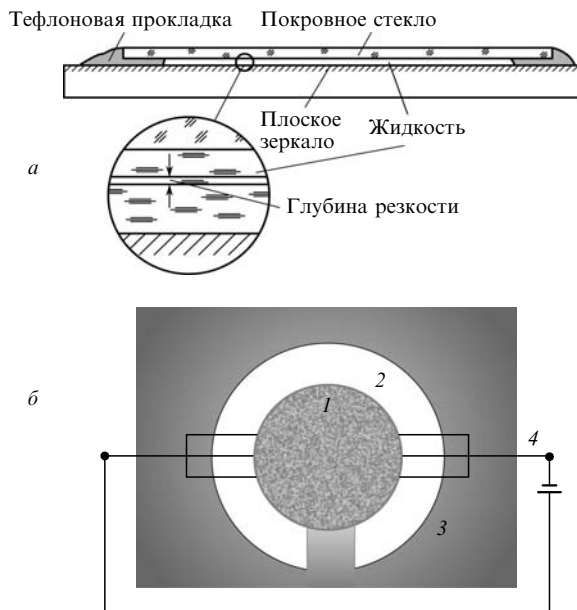 Тефлоновая прокладка
Покровное стекло
Плоское
зеркало
Жидкость
а
Глубина резкости
б
1
2
3
4